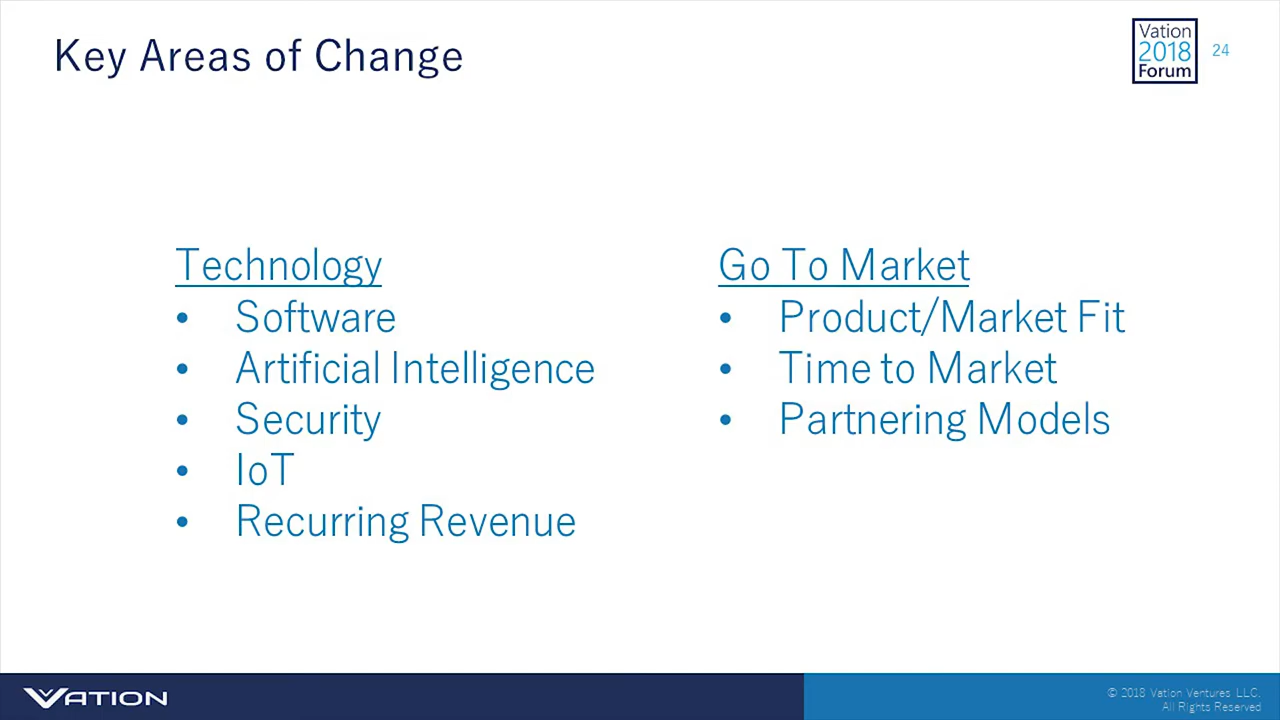 Key Areas of Change
Vation
2018
Forum
24
Technology
• Software
• Artificial Intelligence
• Security
• IoT
• Recurring Revenue
Go To Market
• Product/Market Fit
• Time to Market
• Partnering Models
VATION
© 2018 Vation Ventures LLC.
All Rights Reserved